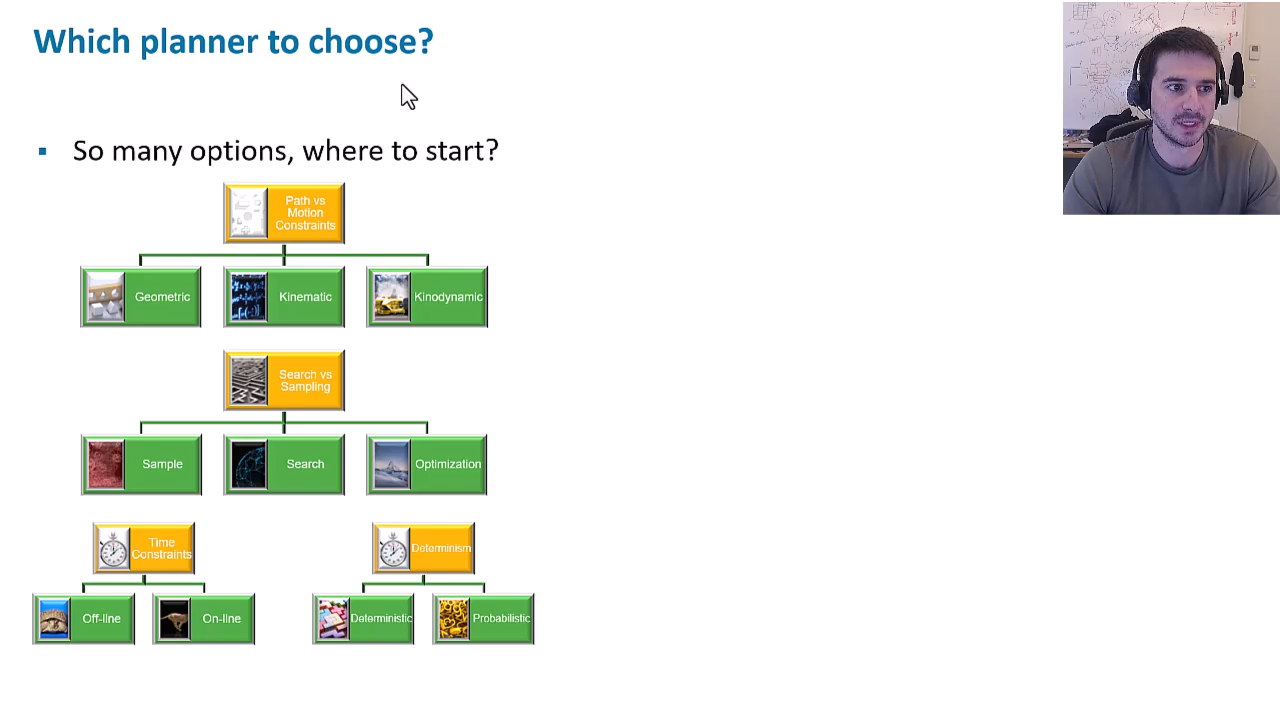 Which planner to choose?
So many options, where to start?
Path vs
Motion
Constraints
Geometric
Kinematic
Kinodynamic
Search vs
Sampling
Sample
Search
Optimization
Time
Constraints
Determinism
Off-line
On-line
Deterministic
Probabilistic